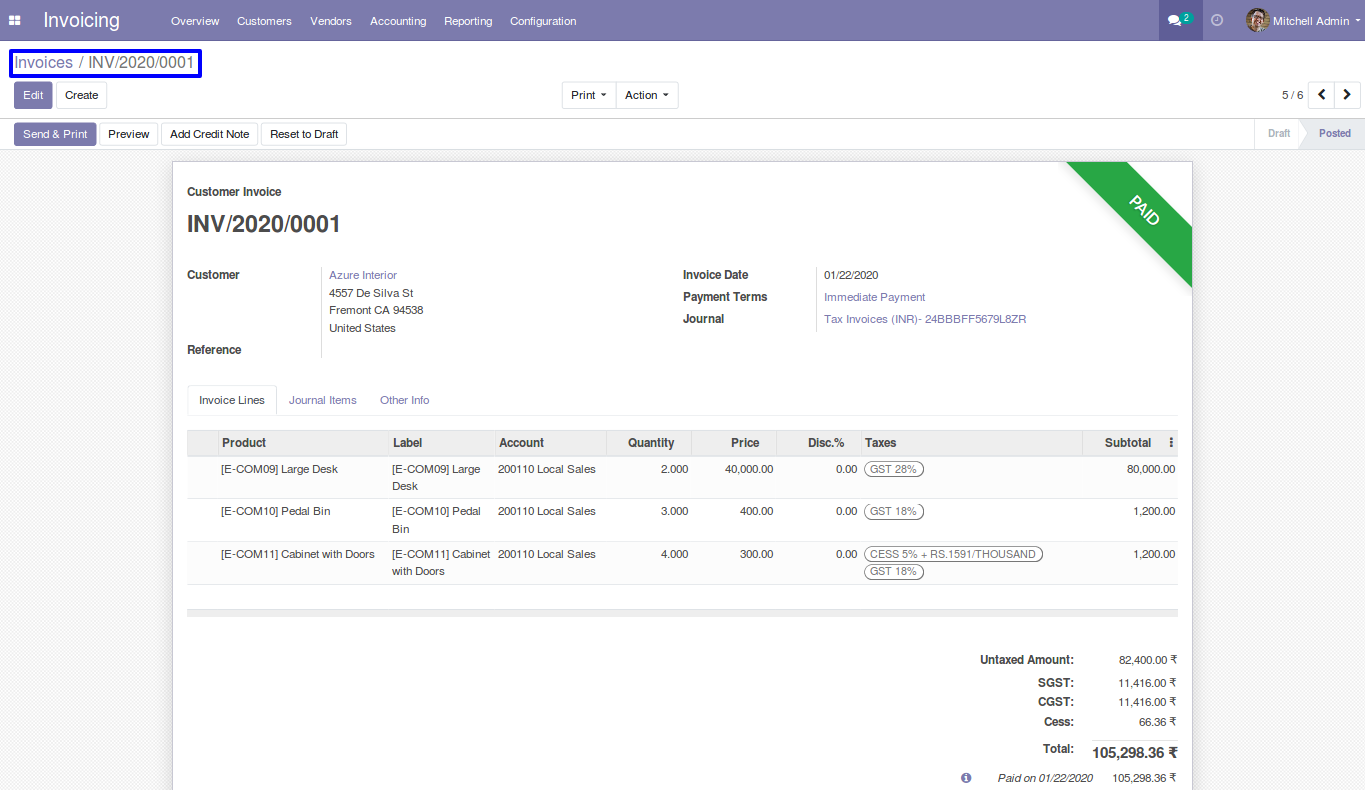 Invoicing Overview Customers Vendors Accounting Reporting Configuration 2 Mitchell Admin
Invoices / INV/2020/0001
Edit Create Print Action 5 / 6
Send & Print Preview Add Credit Note Reset to Draft Draft Posted
PAID
Customer Invoice
INV/2020/0001
Customer Azure Interior Invoice Date 01/22/2020
4557 De Silva St
Payment Terms Immediate Payment
Fremont CA 94538
Journal Tax Invoices (INR)- 24BBBFF5679L8ZR
United States
Reference
Invoice Lines Journal Items Other Info
Product Label Account Quantity Price Disc.% Taxes Subtotal
[E-COM09] Large Desk [E-COM09] Large 200110 Local Sales 2.000 40,000.00 0.00 GST 28% 80,000.00
Desk
[E-COM10] Pedal Bin [E-COM10] Pedal 200110 Local Sales 3.000 400.00 0.00 GST 18% 1,200.00
Bin
[E-COM11] Cabinet with Doors [E-COM11] Cabinet 200110 Local Sales 4.000 300.00 0.00 CESS 5% + RS.1591/THOUSAND 1,200.00
with Doors GST 18%
Untaxed Amount: 82,400.00 ₹
SGST: 11,416.00 ₹
CGST: 11,416.00 ₹
Cess: 66.36 ₹
Total: 105,298.36 ₹
Paid on 01/22/2020 105,298.36 ₹